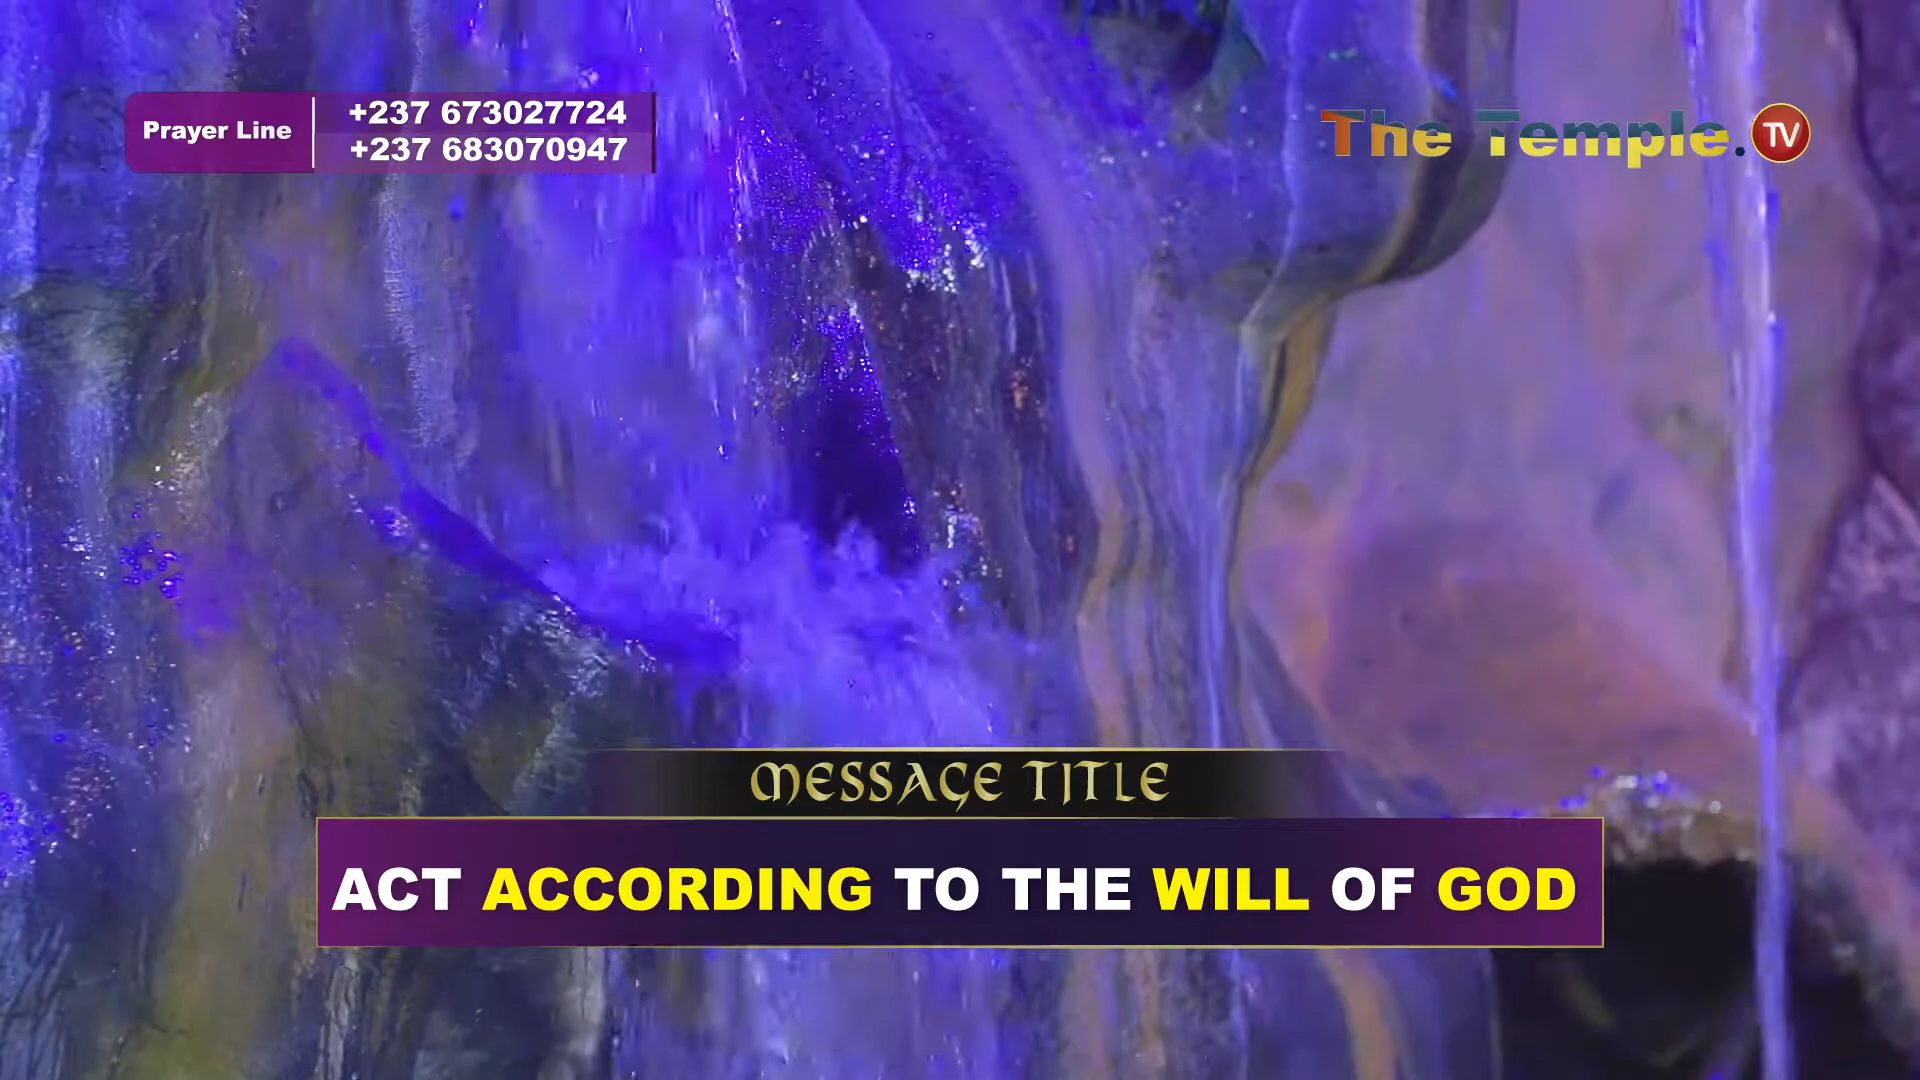 Prayer Line
+237 673027724
+237 683070947
The Temple.TV
MESSAGE TITLE
ACT ACCORDING TO THE WILL OF GOD